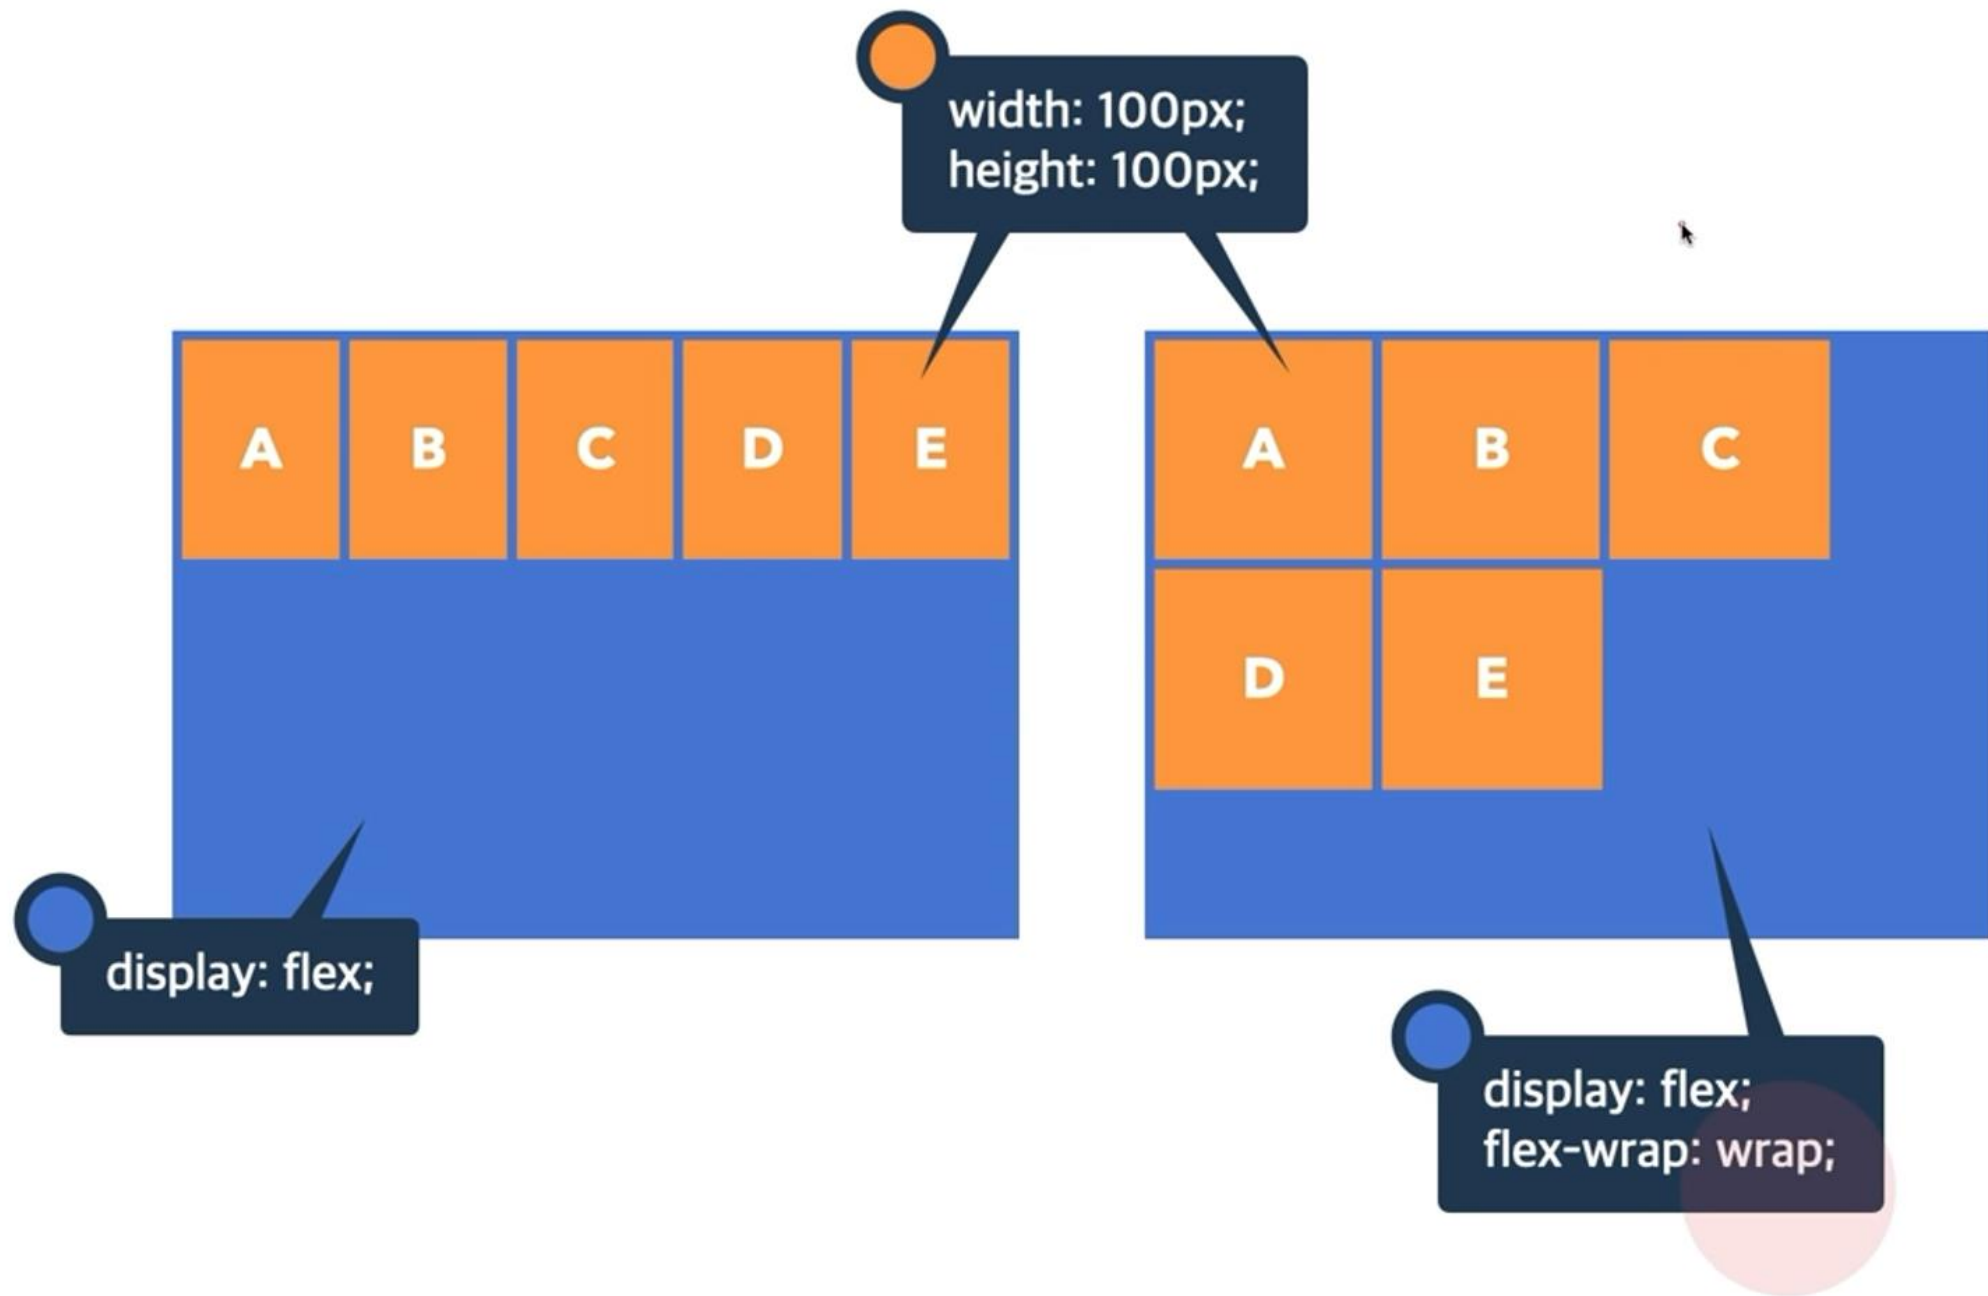 width: 100px;
height: 100px;
A B C D E
A B C
D E
display: flex;
display: flex;
flex-wrap: wrap;